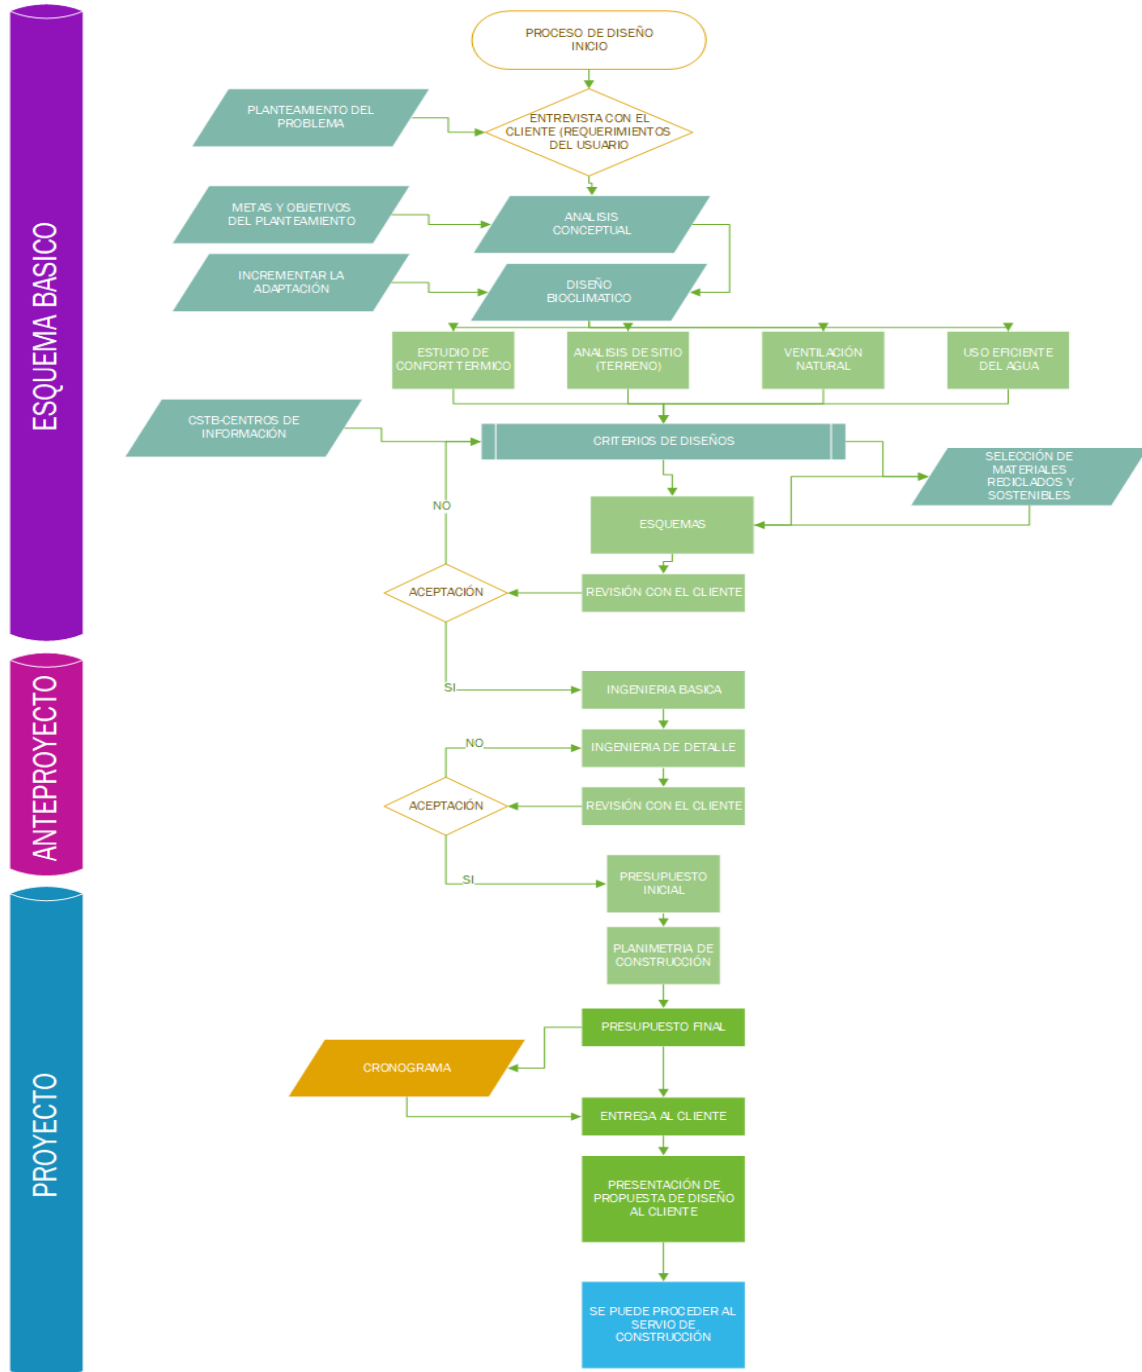 ESQUEMA BASICO
PROCESO DE DISEÑO
INICIO
PLANTEAMIENTO DEL
PROBLEMA
ENTREVISTA CON EL
CLIENTE (REQUERIMIENTOS
DEL USUARIO
METAS Y OBJETIVOS
DEL PLANTEAMIENTO
ANALISIS
CONCEPTUAL
INCREMENTAR LA
ADAPTACIÓN
DISEÑO
BIOCLIMATICO
ESTUDIO DE
CONFORT TERMICO
ANALISIS DE SITIO
(TERRENO)
VENTILACIÓN
NATURAL
USO EFICIENTE
DEL AGUA
CSTB-CENTROS DE
INFORMACIÓN
CRITERIOS DE DISEÑOS
SELECCIÓN DE
MATERIALES
RECICLADOS Y
SOSTENIBLES
NO
ESQUEMAS
ACEPTACIÓN
REVISIÓN CON EL CLIENTE
ANTEPROYECTO
SI
INGENIERIA BASICA
NO
INGENIERIA DE DETALLE
ACEPTACIÓN
REVISIÓN CON EL CLIENTE
SI
PROYECTO
PRESUPUESTO
INICIAL
PLANIMETRIA DE
CONSTRUCCIÓN
PRESUPUESTO FINAL
CRONOGRAMA
ENTREGA AL CLIENTE
PRESENTACIÓN DE
PROPUESTA DE DISEÑO
AL CLIENTE
SE PUEDE PROCEDER AL
SERVIO DE
CONSTRUCCIÓN